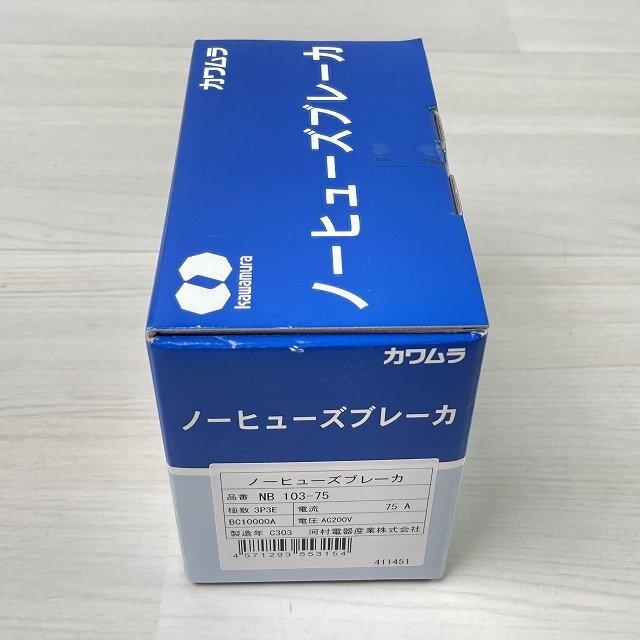 カワムラ
ノーヒューズブレーカ
kawamura
カワムラ
ノーヒューズブレーカ
ノーヒューズブレーカ
品番 NB 103-75
極数 3P3E 電流 75 A
BC10000A 電圧 AC200V
製造年 C303 河村電器産業株式会社
4571293553154
411451